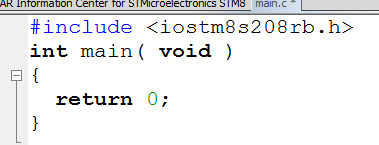 AR Information Center for STMicroelectronics STM8 main.c *
#include <iostm8s208rb.h>
int main( void )
{
return 0;
}